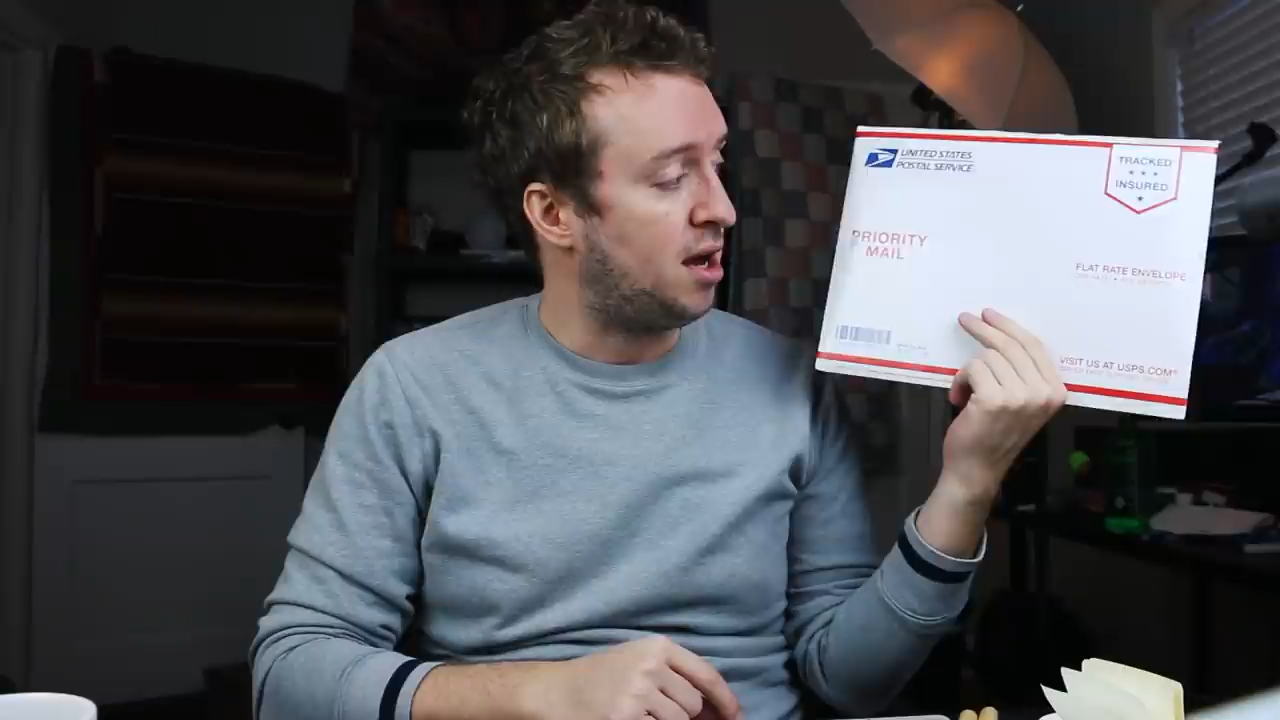 UNITED STATES
POSTAL SERVICE
TRACKED
INSURED
PRIORITY
MAIL
FLAT RATE ENVELOPE
VISIT US AT USPS.COM®